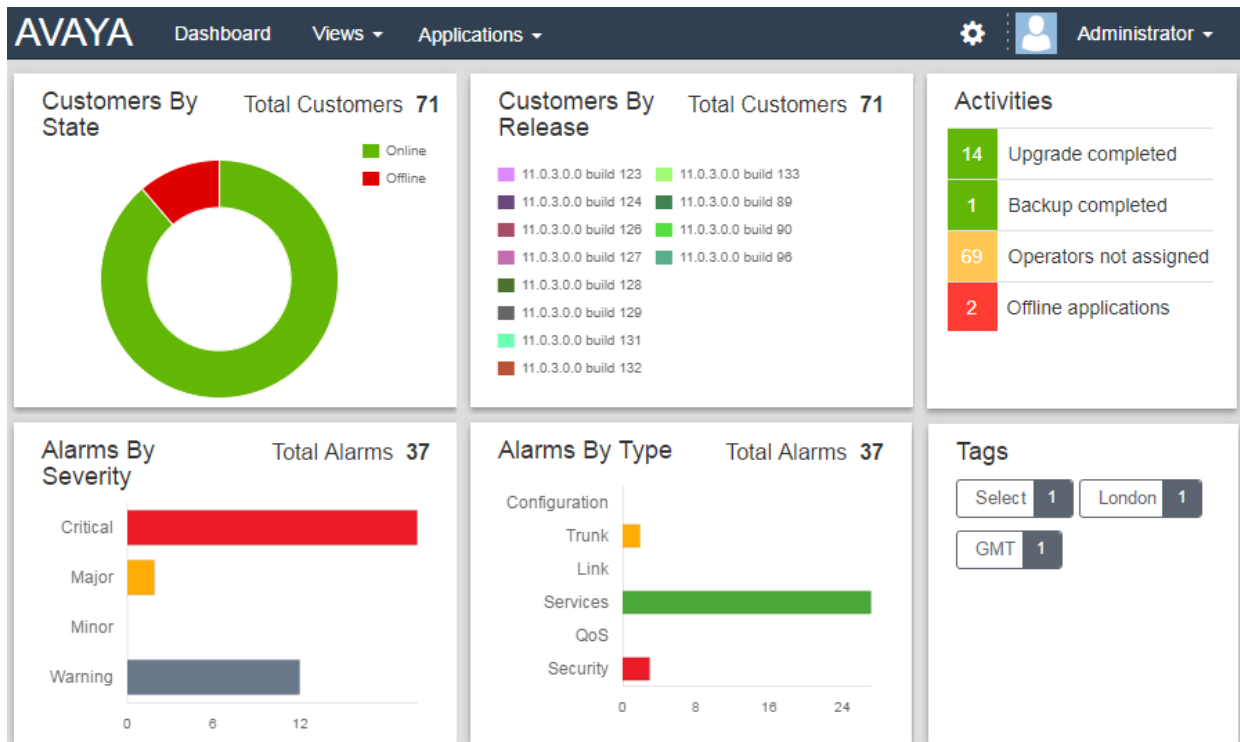 AVAYA Dashboard Views Applications Administrator
Customers By State
Total Customers 71
Online
Offline
Customers By Release
Total Customers 71
11.0.3.0.0 build 123
11.0.3.0.0 build 124
11.0.3.0.0 build 126
11.0.3.0.0 build 127
11.0.3.0.0 build 128
11.0.3.0.0 build 129
11.0.3.0.0 build 131
11.0.3.0.0 build 132
11.0.3.0.0 build 133
11.0.3.0.0 build 89
11.0.3.0.0 build 90
11.0.3.0.0 build 96
Activities
14 Upgrade completed
1 Backup completed
69 Operators not assigned
2 Offline applications
Alarms By Severity
Total Alarms 37
Critical
Major
Minor
Warning
0 6 12
Alarms By Type
Total Alarms 37
Configuration
Trunk
Link
Services
QoS
Security
0 8 16 24
Tags
Select 1 London 1
GMT 1